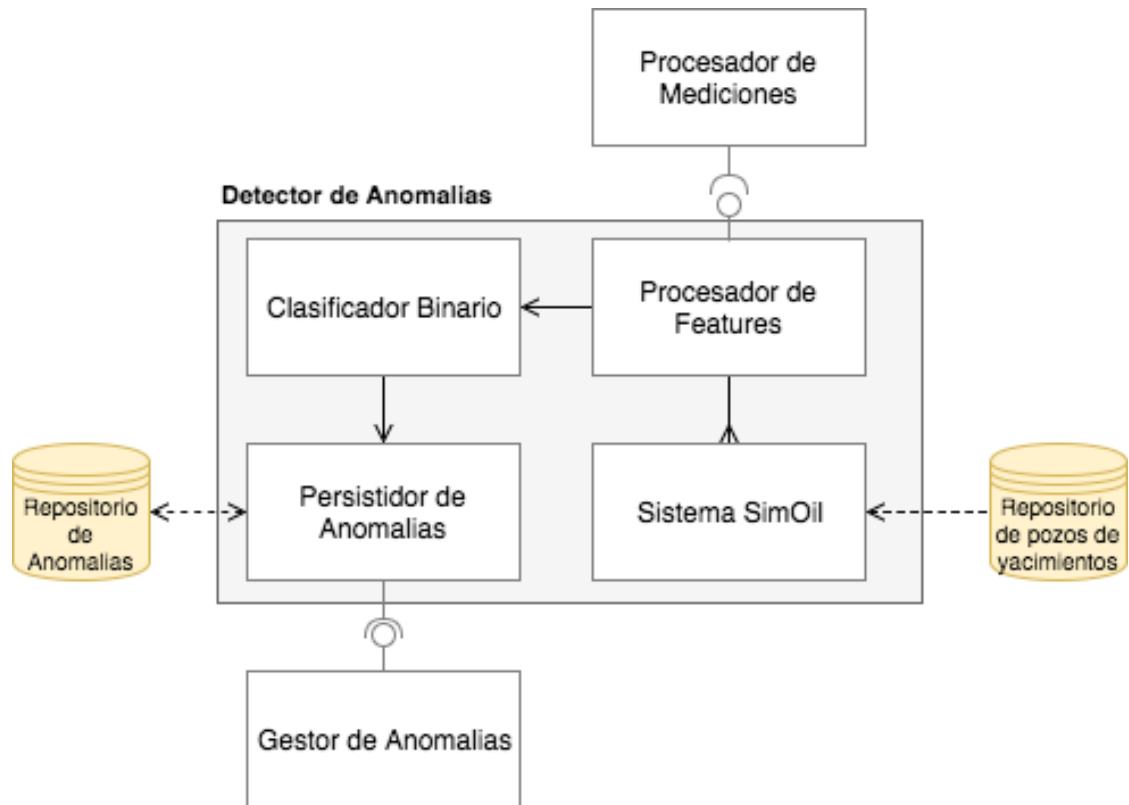 Procesador de
Mediciones
Detector de Anomalias
Clasificador Binario
Procesador de
Features
Repositorio
de
Anomalias
Persistidor de
Anomalias
Sistema SimOil
Repositorio
de pozos de
yacimientos
Gestor de Anomalias